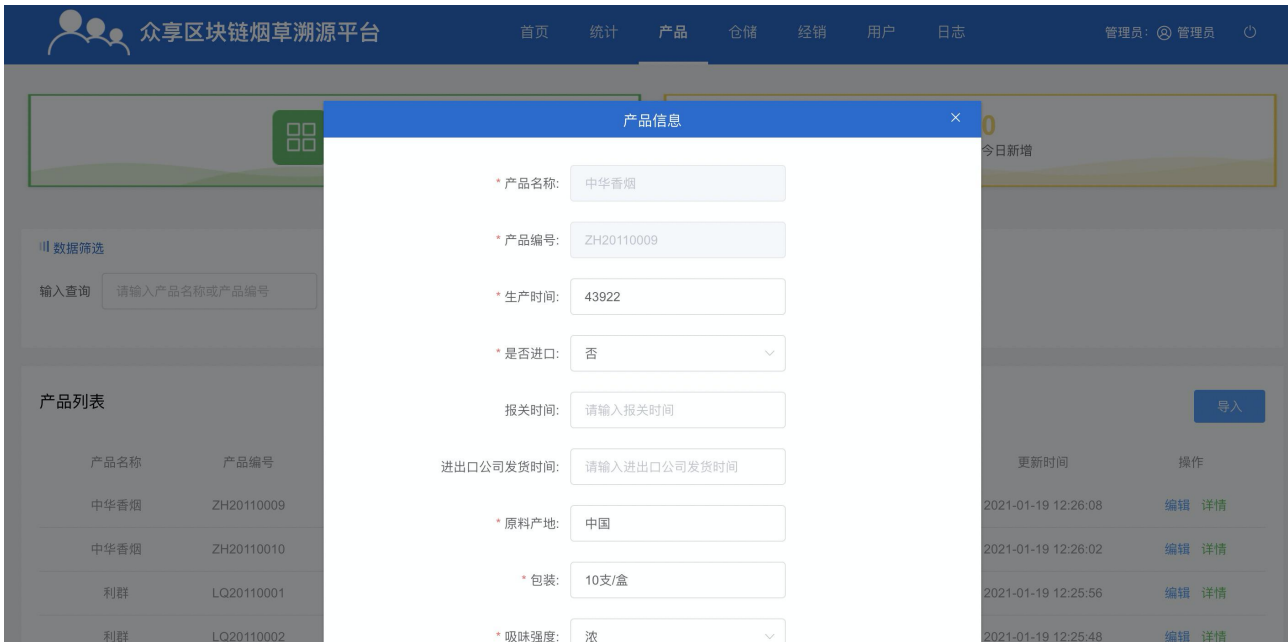 众享区块链烟草溯源平台 首页 统计 产品 仓储 经销 用户 日志 管理员: 管理员
产品信息 ×
0
今日新增
* 产品名称: 中华香烟
* 产品编号: ZH20110009
数据筛选
输入查询 请输入产品名称或产品编号
* 生产时间: 43922
* 是否进口: 否
报关时间: 请输入报关时间
进出口公司发货时间: 请输入进出口公司发货时间
* 原料产地: 中国
* 包装: 10支/盒
* 吸味强度: 浓
产品列表 导入
产品名称 产品编号 更新时间 操作
中华香烟 ZH20110009 2021-01-19 12:26:08 编辑 详情
中华香烟 ZH20110010 2021-01-19 12:26:02 编辑 详情
利群 LQ20110001 2021-01-19 12:25:56 编辑 详情
利群 LQ20110002 2021-01-19 12:25:48 编辑 详情